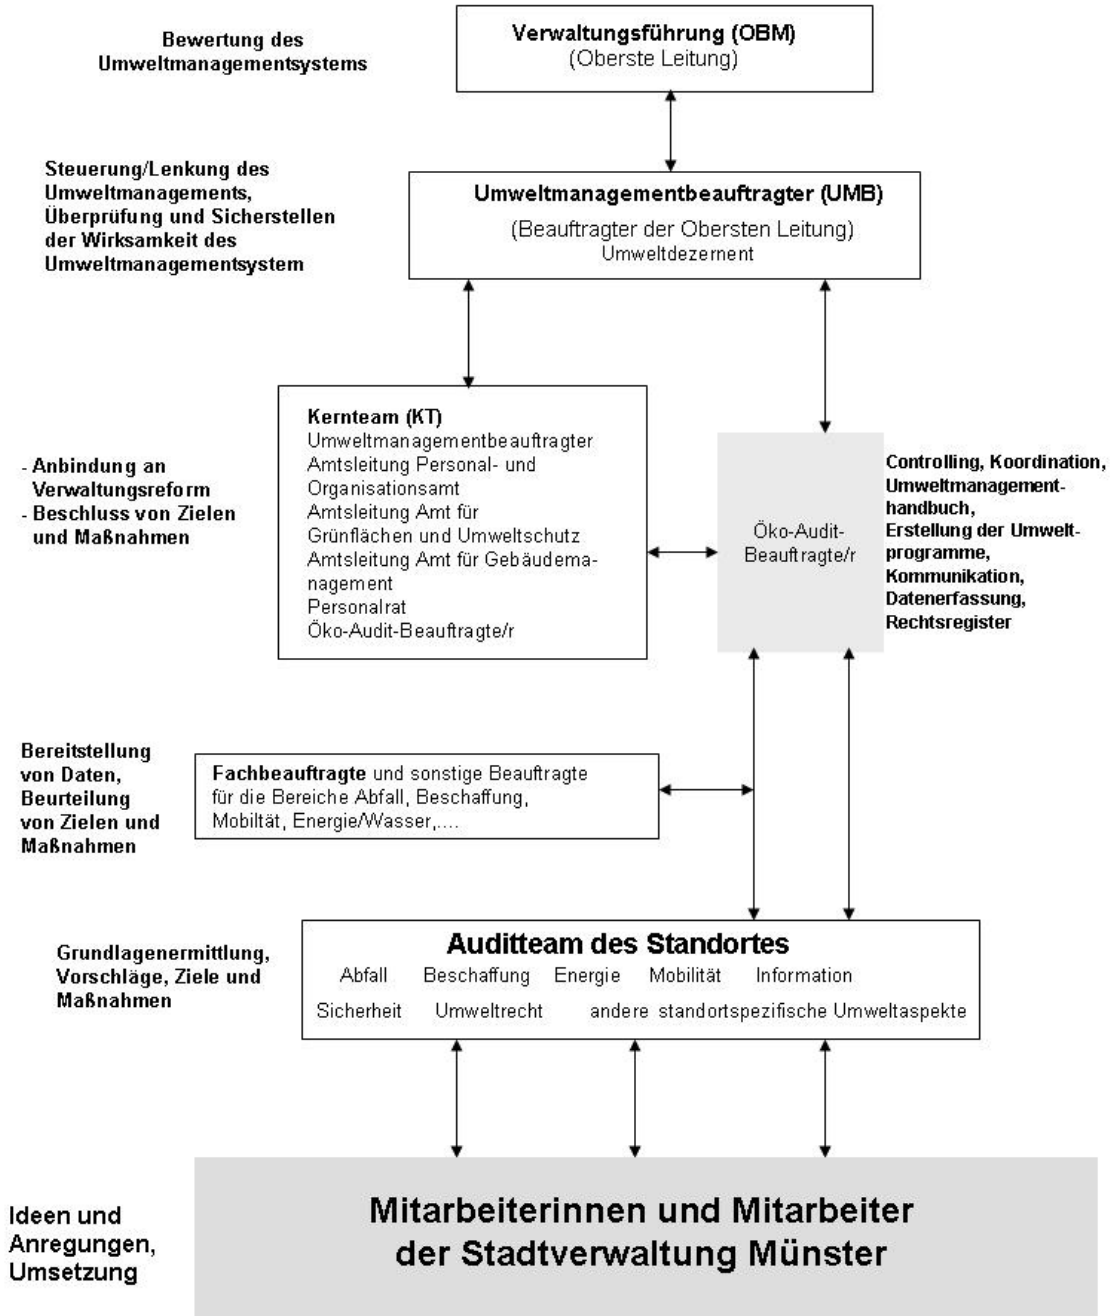 Bewertung des
Umweltmanagementsystems
Verwaltungsführung (OBM)
(Oberste Leitung)
Steuerung/Lenkung des
Umweltmanagements,
Überprüfung und Sicherstellen
der Wirksamkeit des
Umweltmanagementsystem
Umweltmanagementbeauftragter (UMB)
(Beauftragter der Obersten Leitung)
Umweltdezernent
- Anbindung an
Verwaltungsreform
- Beschluss von Zielen
und Maßnahmen
Kernteam (KT)
Umweltmanagementbeauftragter
Amtsleitung Personal- und
Organisationsamt
Amtsleitung Amt für
Grünflächen und Umweltschutz
Amtsleitung Amt für Gebäudema-
nagement
Personalrat
Öko-Audit-Beauftragte/r
Öko-Audit-
Beauftragte/r
Controlling, Koordination,
Umweltmanagement-
handbuch,
Erstellung der Umwelt-
programme,
Kommunikation,
Datenerfassung,
Rechtsregister
Bereitstellung
von Daten,
Beurteilung
von Zielen und
Maßnahmen
Fachbeauftragte und sonstige Beauftragte
für die Bereiche Abfall, Beschaffung,
Mobiltät, Energie/Wasser,....
Grundlagenermittlung,
Vorschläge, Ziele und
Maßnahmen
Auditteam des Standortes
Abfall Beschaffung Energie Mobilität Information
Sicherheit Umweltrecht andere standortspezifische Umweltaspekte
Ideen und
Anregungen,
Umsetzung
Mitarbeiterinnen und Mitarbeiter
der Stadtverwaltung Münster